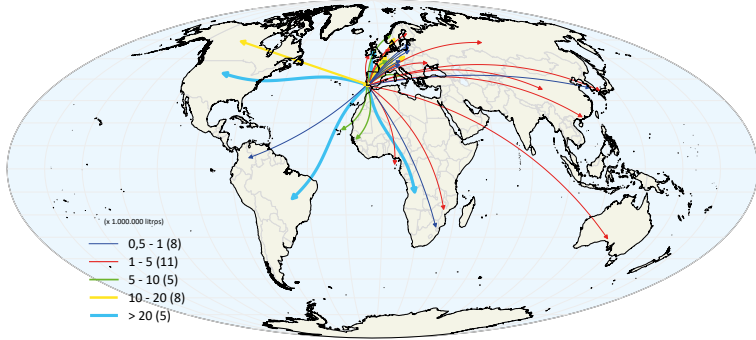 (x 1.000.000 litros)
0,5 - 1 (8)
1 - 5 (11)
5 - 10 (5)
10 - 20 (8)
> 20 (5)